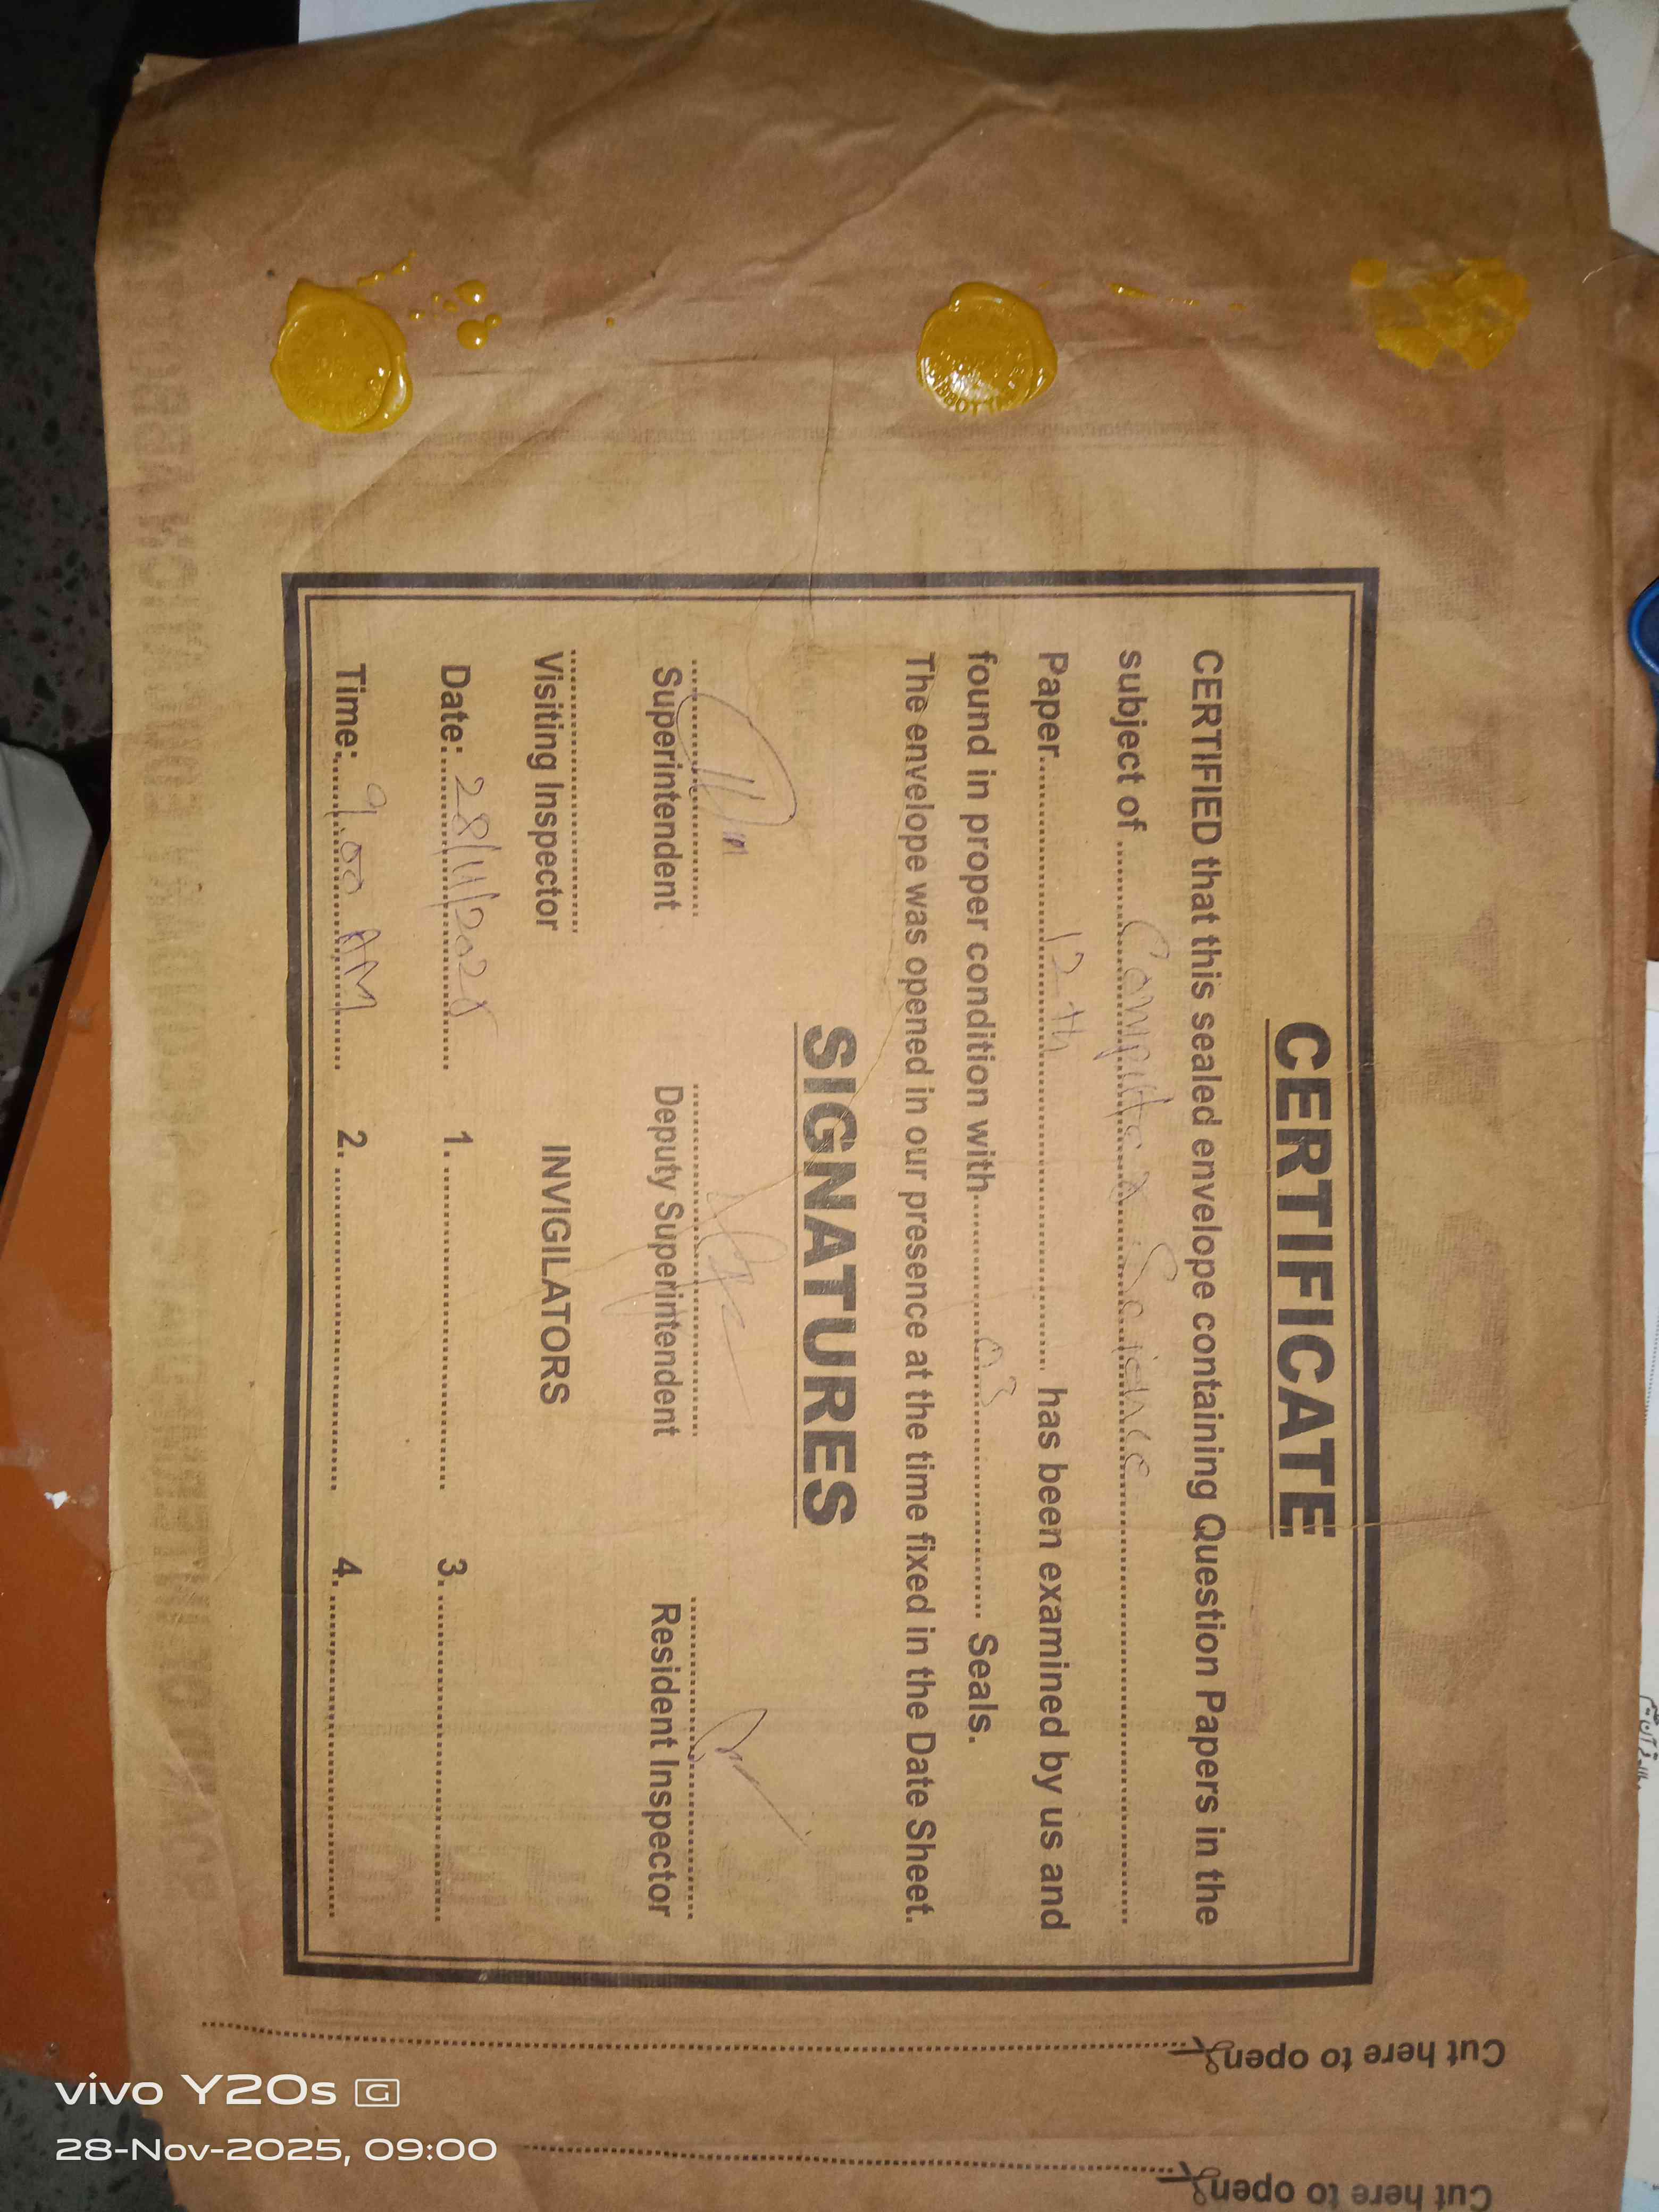 CERTIFICATE
CERTIFIED that this sealed envelope containing Question Papers in the
subject of ........Computer Science........
Paper........12th........ has been examined by us and
found in proper condition with........03........ Seals.
The envelope was opened in our presence at the time fixed in the Date Sheet.
SIGNATURES
Superintendent Deputy Superintendent Resident Inspector
Visiting Inspector INVIGILATORS
Date: 28/11/2025 1. ........ 3. ........
Time: 9.00 AM 2. ........ 4. ........
Cut here to open
Cut here to open
vivo Y20s G
28-Nov-2025, 09:00